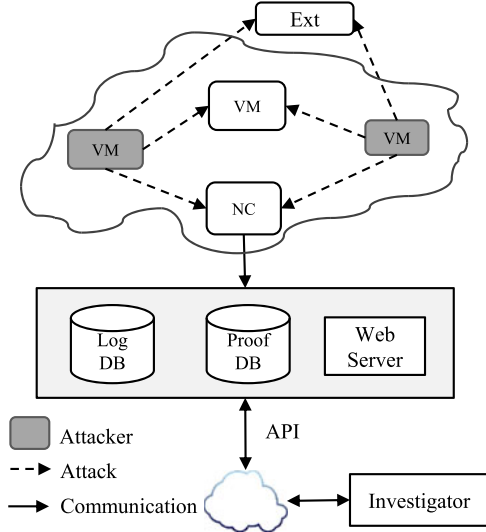 Ext
VM
VM
VM
NC
Log
DB
Proof
DB
Web
Server
API
Attacker
Attack
Communication
Investigator